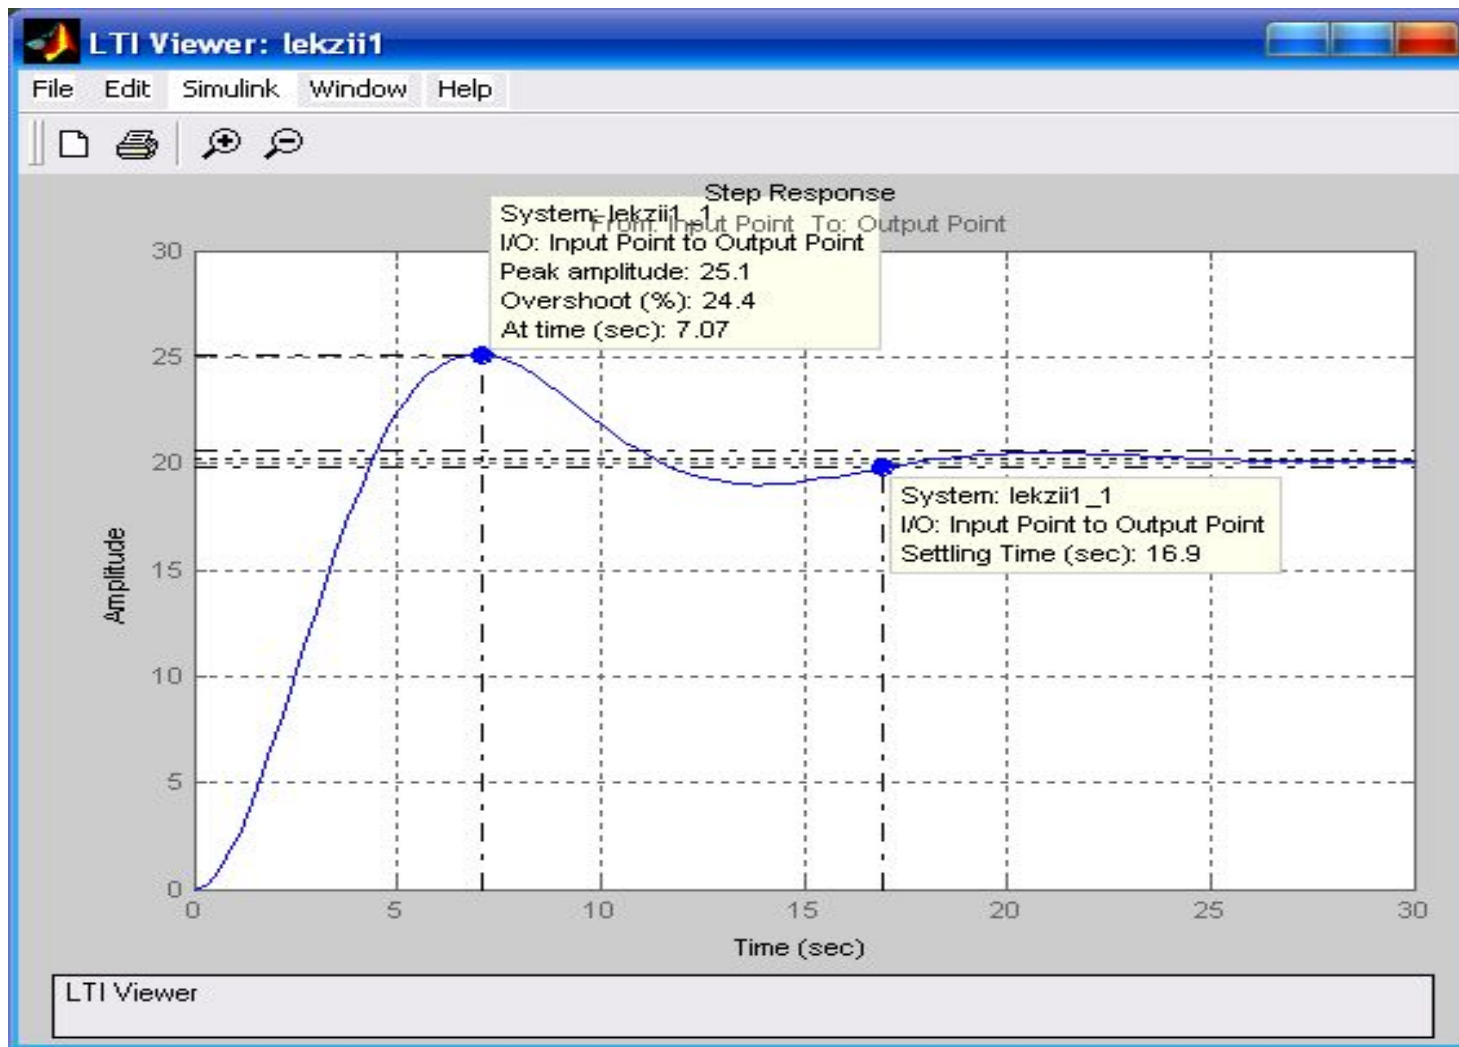 LTI Viewer: lekzii1
File Edit Simulink Window Help
Step Response
From: Input Point To: Output Point
System: lekzii1_1
I/O: Input Point to Output Point
Peak amplitude: 25.1
Overshoot (%): 24.4
At time (sec): 7.07
30
25
20
15
10
5
0
Amplitude
System: lekzii1_1
I/O: Input Point to Output Point
Settling Time (sec): 16.9
0 5 10 15 20 25 30
Time (sec)
LTI Viewer